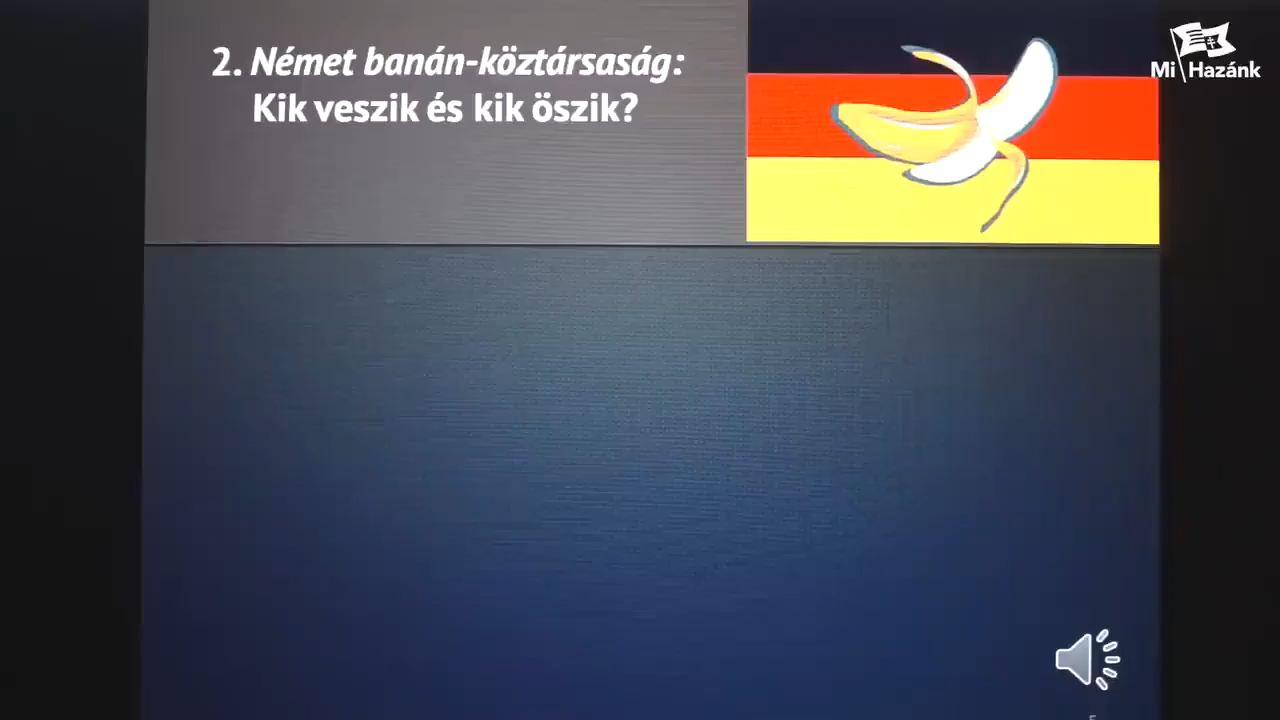 2. Német banán-köztársaság:
Kik veszik és kik öszik?
Mi Hazánk